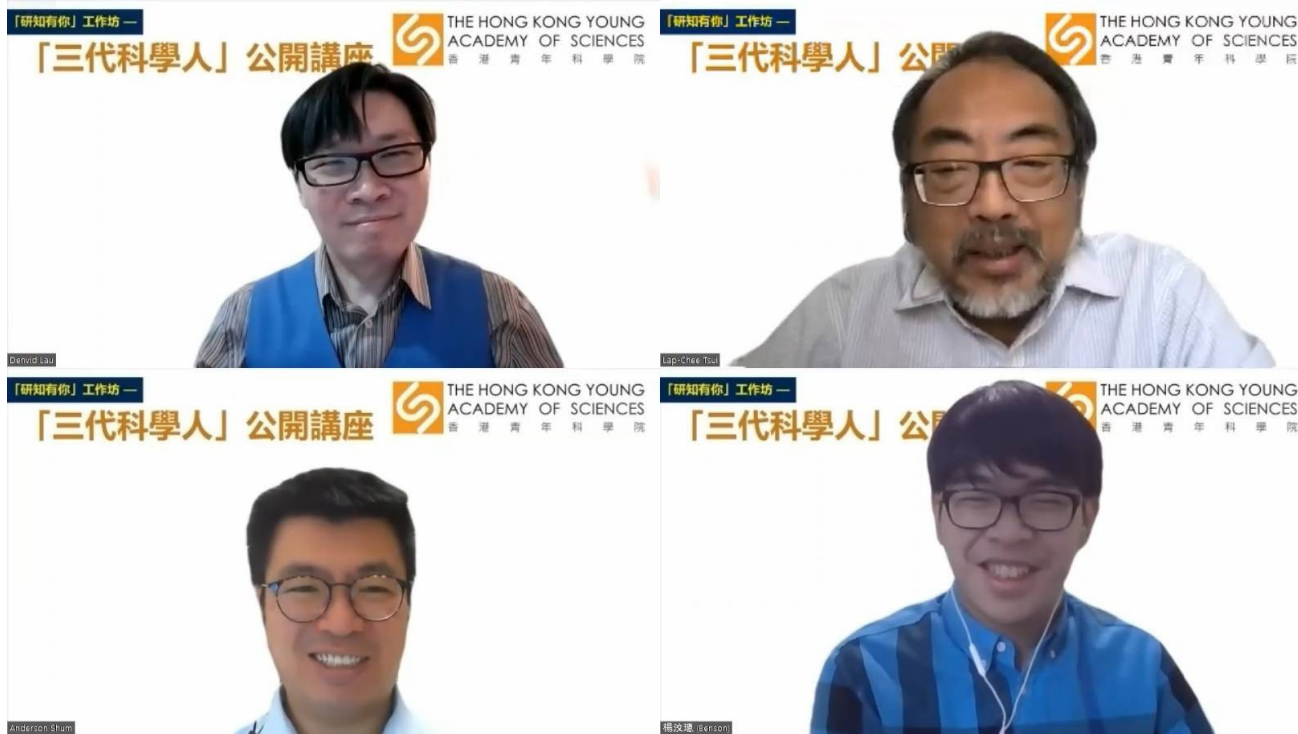 「研知有你」工作坊 —
「三代科學人」公開講座
THE HONG KONG YOUNG
ACADEMY OF SCIENCES
香港青年科學院
Denvid Lau
「研知有你」工作坊 —
「三代科學人」公
THE HONG KONG YOUNG
ACADEMY OF SCIENCES
香港青年科學院
Lap-Chee Tsui
「研知有你」工作坊 —
「三代科學人」公開講座
THE HONG KONG YOUNG
ACADEMY OF SCIENCES
香港青年科學院
Anderson Shum
「研知有你」工作坊 —
「三代科學人」公
THE HONG KONG YOUNG
ACADEMY OF SCIENCES
香港青年科學院
楊汝璁 (Benson)